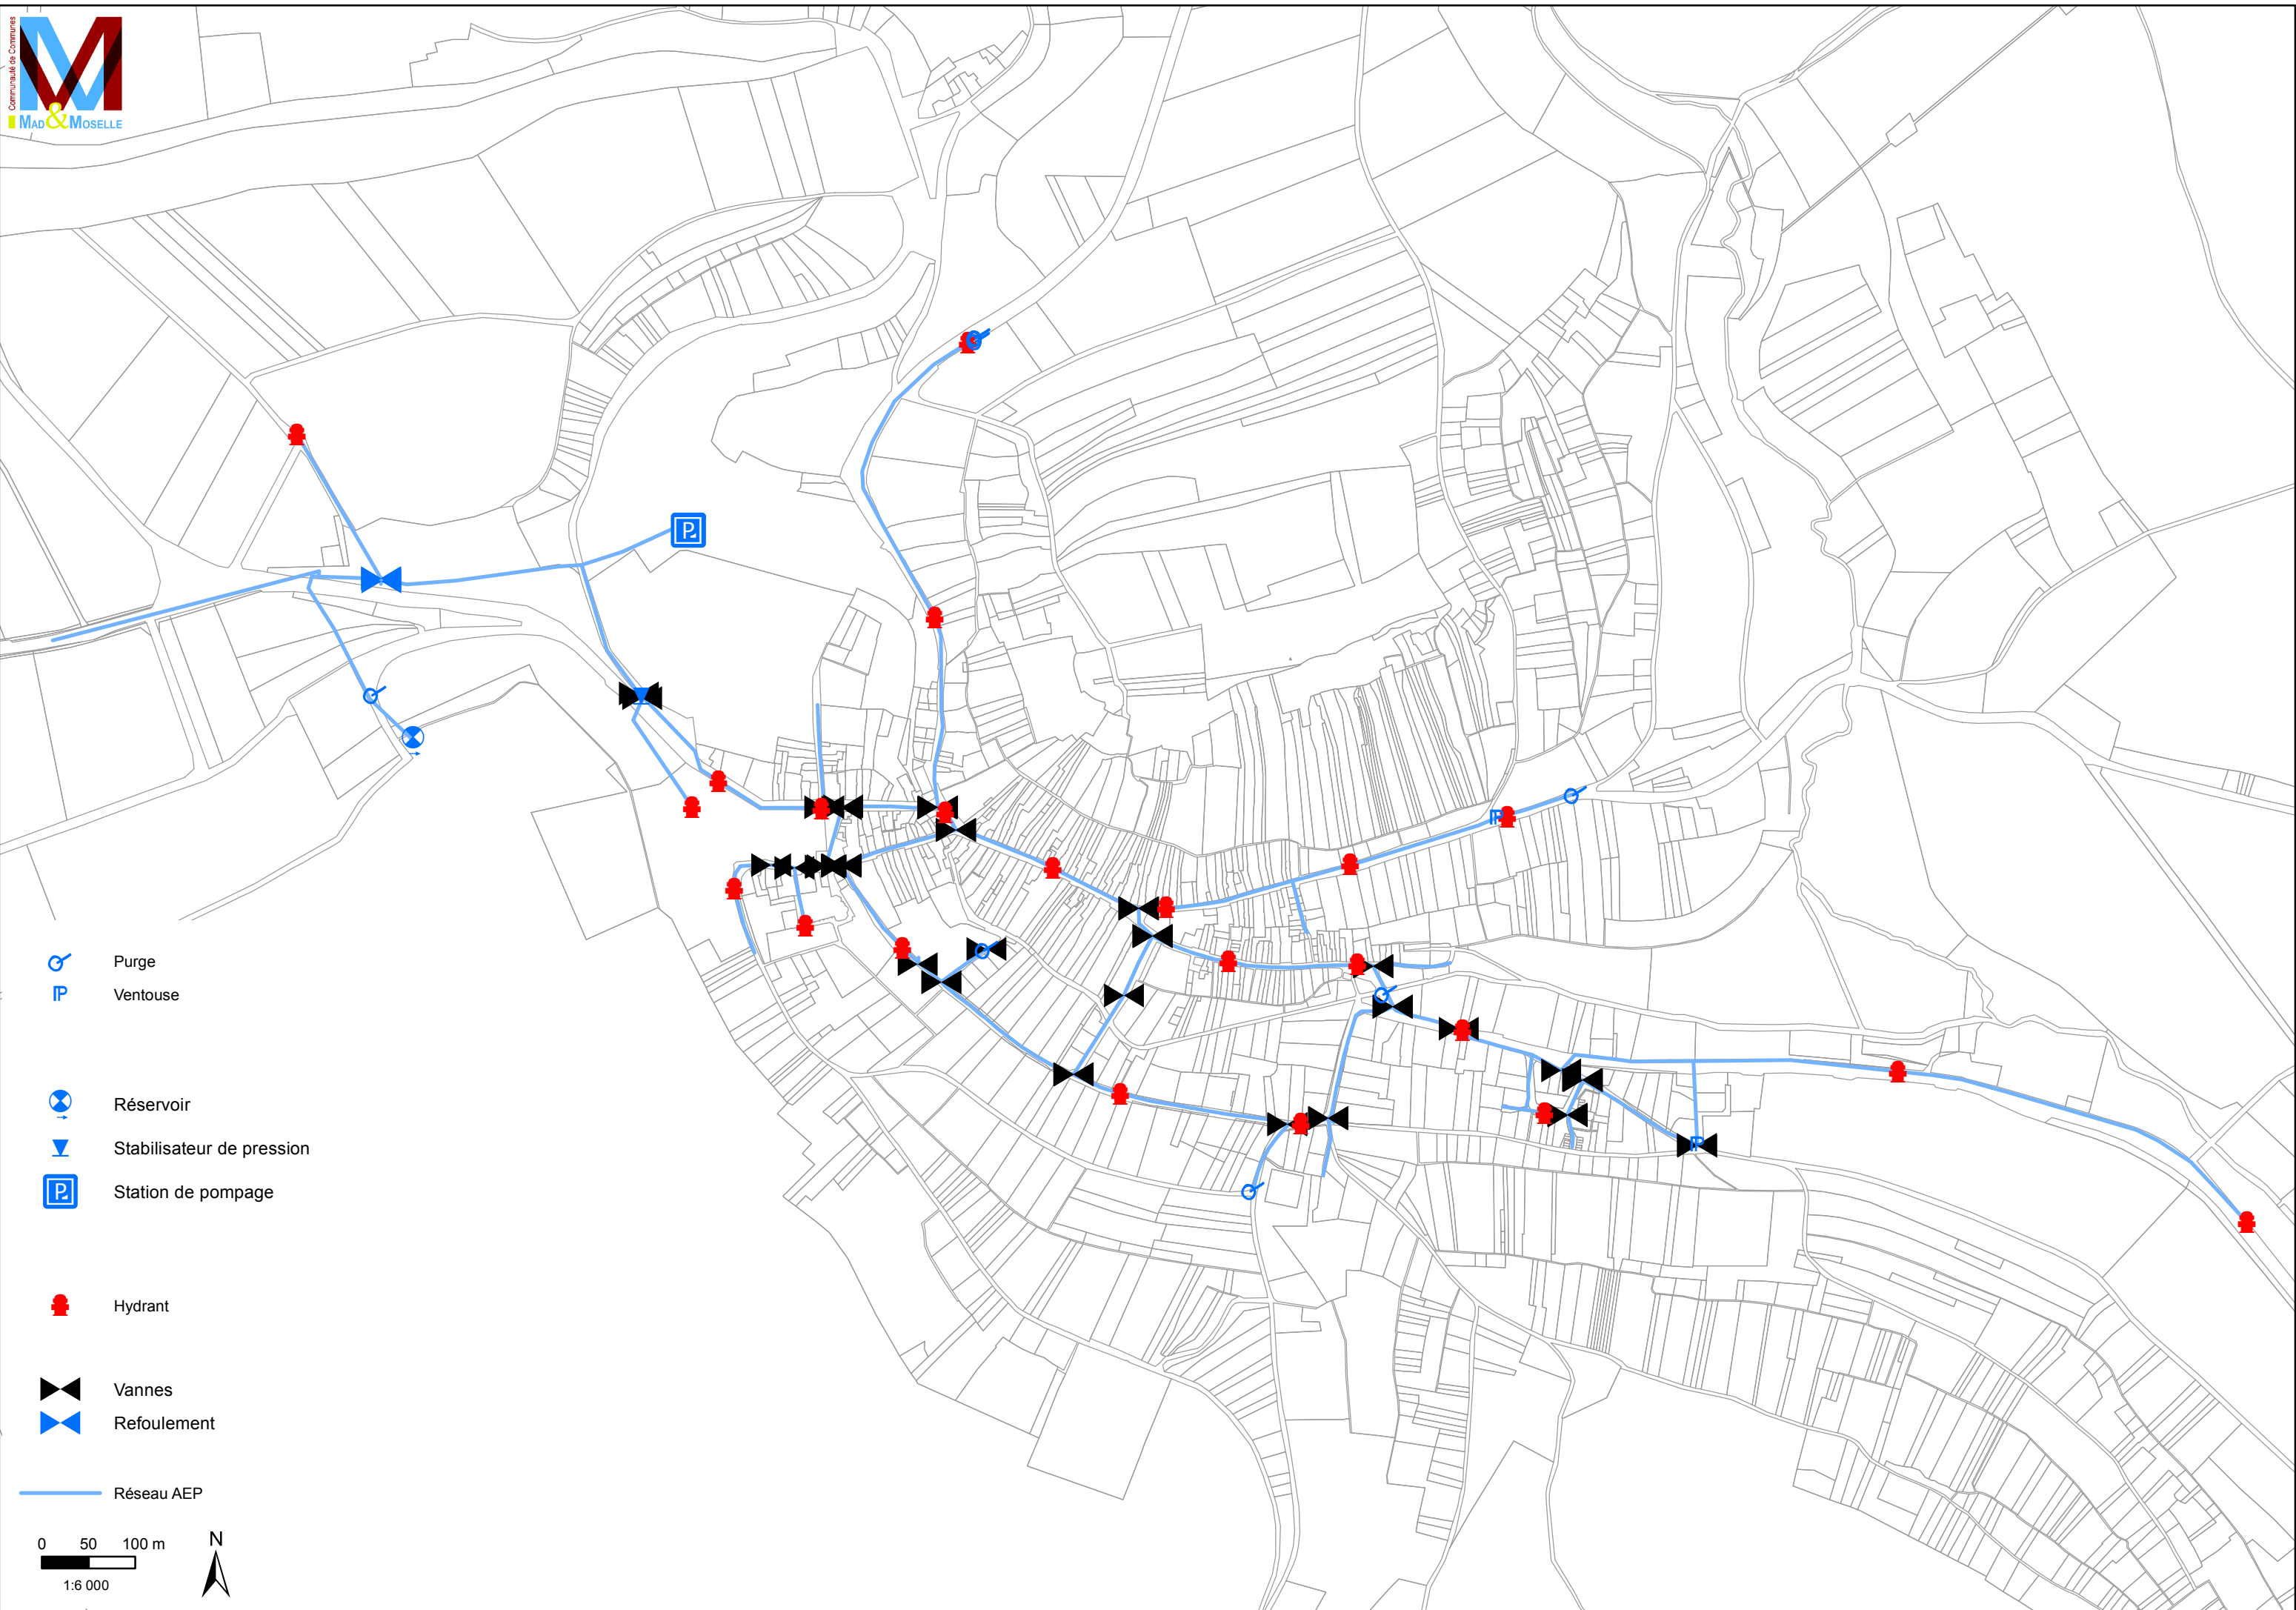 Communauté de Communes
MAD & MOSELLE
Purge
Ventouse
Réservoir
Stabilisateur de pression
Station de pompage
Hydrant
Vannes
Refoulement
Réseau AEP
0 50 100 m
1:6 000
N